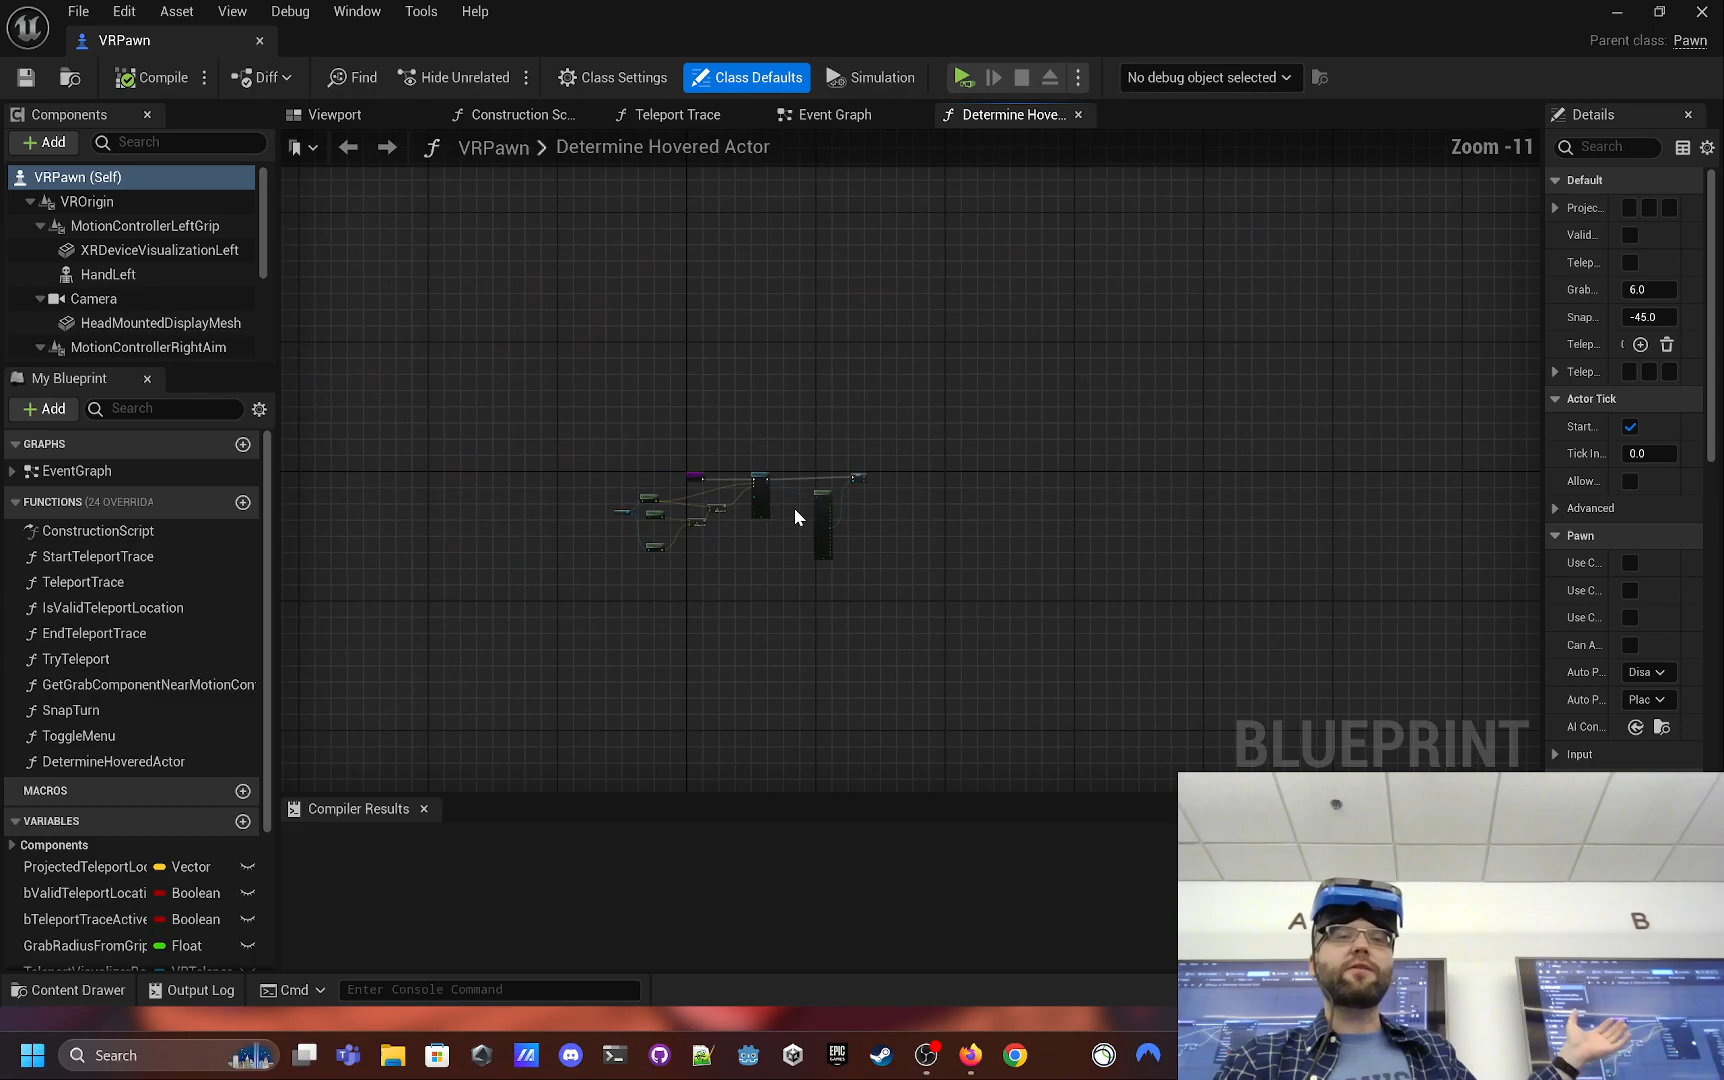 File Edit Asset View Debug Window Tools Help
VRPawn
Parent class: Pawn
Compile Diff Find Hide Unrelated Class Settings Class Defaults Simulation No debug object selected
Components
Viewport Construction Sc... Teleport Trace Event Graph Determine Hove... Details
Add Search
VRPawn Determine Hovered Actor Zoom -11
Search
VRPawn (Self)
VROrigin
MotionControllerLeftGrip
XRDeviceVisualizationLeft
HandLeft
Camera
HeadMountedDisplayMesh
MotionControllerRightAim
My Blueprint
Add Search
GRAPHS
EventGraph
FUNCTIONS (24 OVERRIDA
ConstructionScript
StartTeleportTrace
TeleportTrace
IsValidTeleportLocation
EndTeleportTrace
TryTeleport
GetGrabComponentNearMotionCon
SnapTurn
ToggleMenu
DetermineHoveredActor
MACROS
VARIABLES
Components
ProjectedTeleportLoc Vector
bValidTeleportLocati Boolean
bTeleportTraceActive Boolean
GrabRadiusFromGrip Float
Default
Projec...
Valid...
Telep...
Grab... 6.0
Snap... -45.0
Telep...
Telep...
Actor Tick
Start...
Tick In... 0.0
Allow...
Advanced
Pawn
Use C...
Use C...
Use C...
Can A...
Auto P... Disa
Auto P... Plac
AI Con...
Input
BLUEPRINT
Compiler Results
A B
Content Drawer Output Log Cmd Enter Console Command
Search
EPIC
GAMES